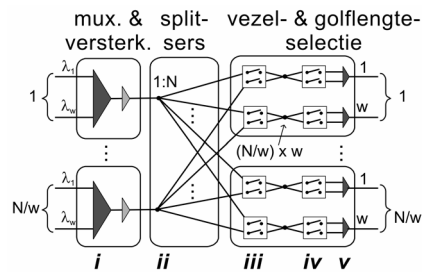 mux. & split- vezel- & golflengte-
versterk. sers selectie
λ1 1:N 1
1 1
λw w
(N/w) x w
λ1 1
N/w N/w
λw w
i ii iii iv v